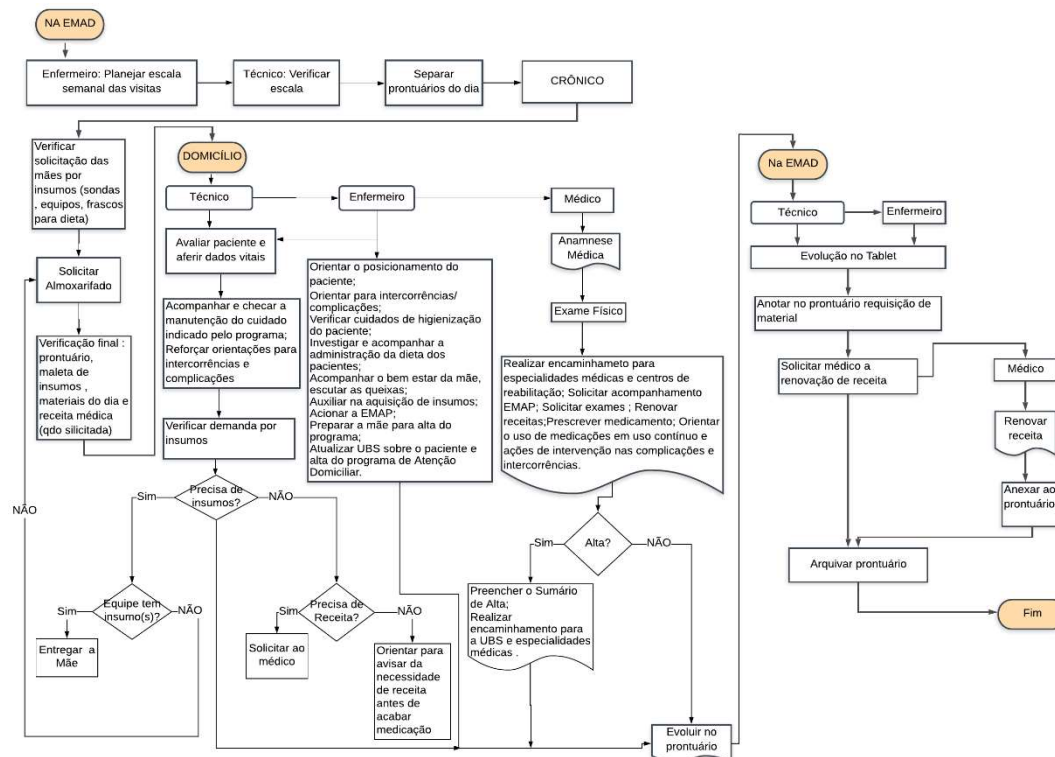 NA EMAD
Enfermeiro: Planejar escala
semanal das visitas
Técnico: Verificar
escala
Separar
prontuários do dia
CRÔNICO
Verificar
solicitação das
mães por
insumos (sondas
, equipos, frascos
para dieta)
Solicitar
Almoxarifado
Verificação final :
prontuário,
maleta de
insumos ,
materiais do dia e
receita médica
(qdo silicitada)
DOMICÍLIO
Técnico
Enfermeiro
Médico
Avaliar paciente e
aferir dados vitais
Acompanhar e checar a
manutenção do cuidado
indicado pelo programa;
Reforçar orientações para
intercorrências e
complicações
Verificar demanda por
insumos
Precisa de
insumos?
Sim
NÃO
Equipe tem
insumo(s)?
Sim
NÃO
NÃO
Entregar a
Mãe
Precisa de
Receita?
Sim
NÃO
Solicitar ao
médico
Orientar para
avisar da
necessidade
de receita
antes de
acabar
medicação
Orientar o posicionamento do
paciente;
Orientar para intercorrências/
complicações;
Verificar cuidados de higienização
do paciente;
Investigar e acompanhar a
administração da dieta dos
pacientes;
Acompanhar o bem estar da mãe,
escutar as queixas;
Auxiliar na aquisição de insumos;
Acionar a EMAP;
Preparar a mãe para alta do
programa;
Atualizar UBS sobre o paciente e
alta do programa de Atenção
Domiciliar.
Anamnese
Médica
Exame Físico
Realizar encaminhameto para
especialidades médicas e centros de
reabilitação; Solicitar acompanhamento
EMAP; Solicitar exames ; Renovar
receitas;Prescrever medicamento; Orientar
o uso de medicações em uso contínuo e
ações de intervenção nas complicações e
intercorrências.
Alta?
Sim
NÃO
Preencher o Sumário
de Alta;
Realizar
encaminhamento para
a UBS e especialidades
médicas .
Evoluir no
prontuário
Na EMAD
Técnico
Enfermeiro
Evolução no Tablet
Anotar no prontuário requisição de
material
Solicitar médico a
renovação de receita
Médico
Renovar
receita
Anexar ao
prontuário
Arquivar prontuário
Fim